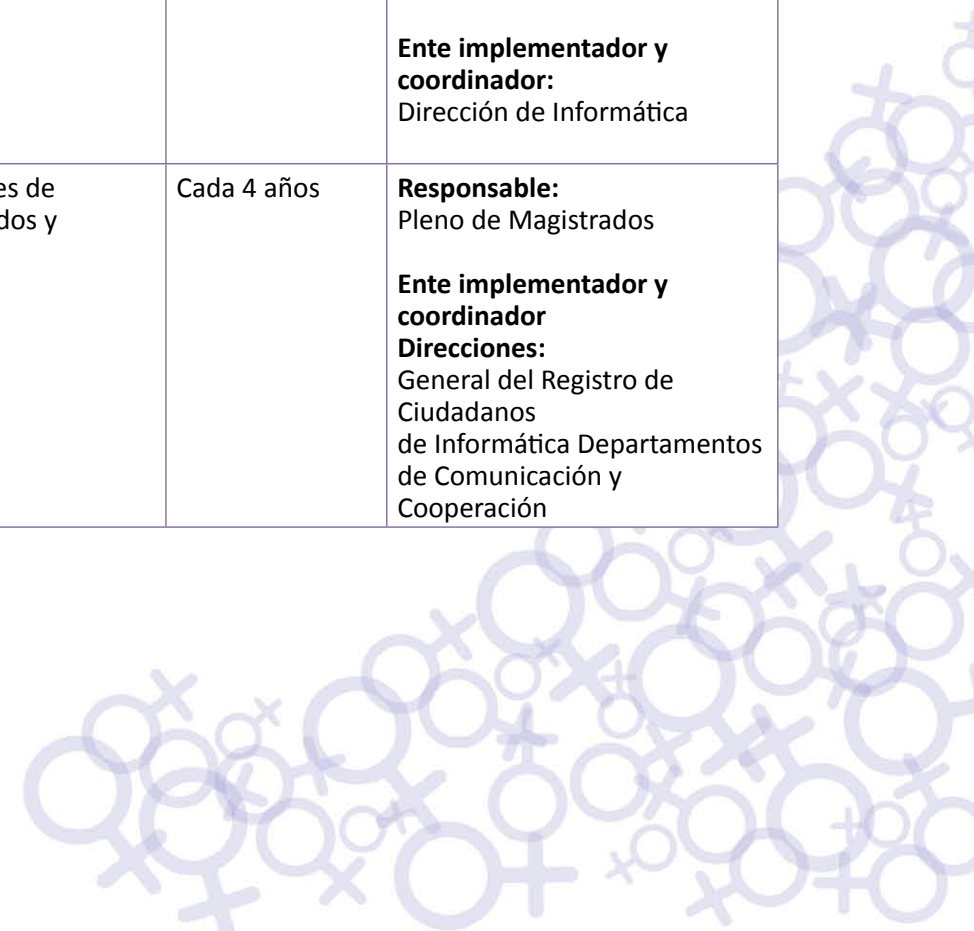 Ente implementador y
coordinador:
Dirección de Informática
es de
dos y
Cada 4 años
Responsable:
Pleno de Magistrados
Ente implementador y
coordinador
Direcciones:
General del Registro de
Ciudadanos
de Informática Departamentos
de Comunicación y
Cooperación